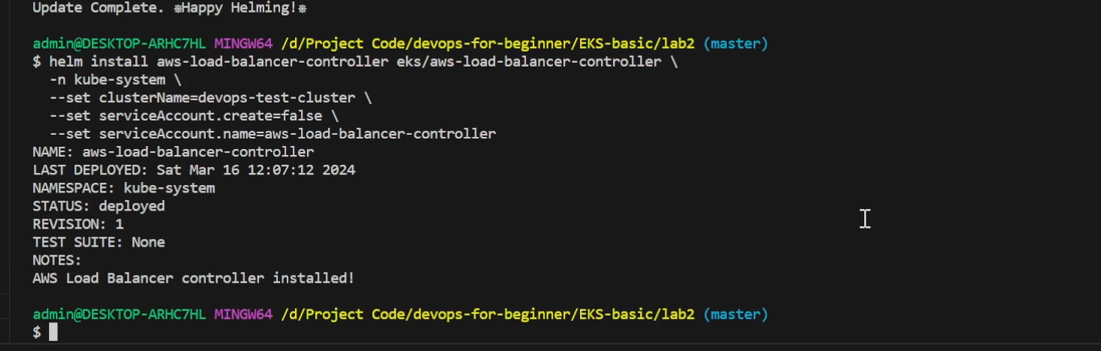 Update Complete. ⎈Happy Helming!⎈
admin@DESKTOP-ARHC7HL MINGW64 /d/Project Code/devops-for-beginner/EKS-basic/lab2 (master)
$ helm install aws-load-balancer-controller eks/aws-load-balancer-controller \
  -n kube-system \
  --set clusterName=devops-test-cluster \
  --set serviceAccount.create=false \
  --set serviceAccount.name=aws-load-balancer-controller
NAME: aws-load-balancer-controller
LAST DEPLOYED: Sat Mar 16 12:07:12 2024
NAMESPACE: kube-system
STATUS: deployed
REVISION: 1
TEST SUITE: None
NOTES:
AWS Load Balancer controller installed!
admin@DESKTOP-ARHC7HL MINGW64 /d/Project Code/devops-for-beginner/EKS-basic/lab2 (master)
$